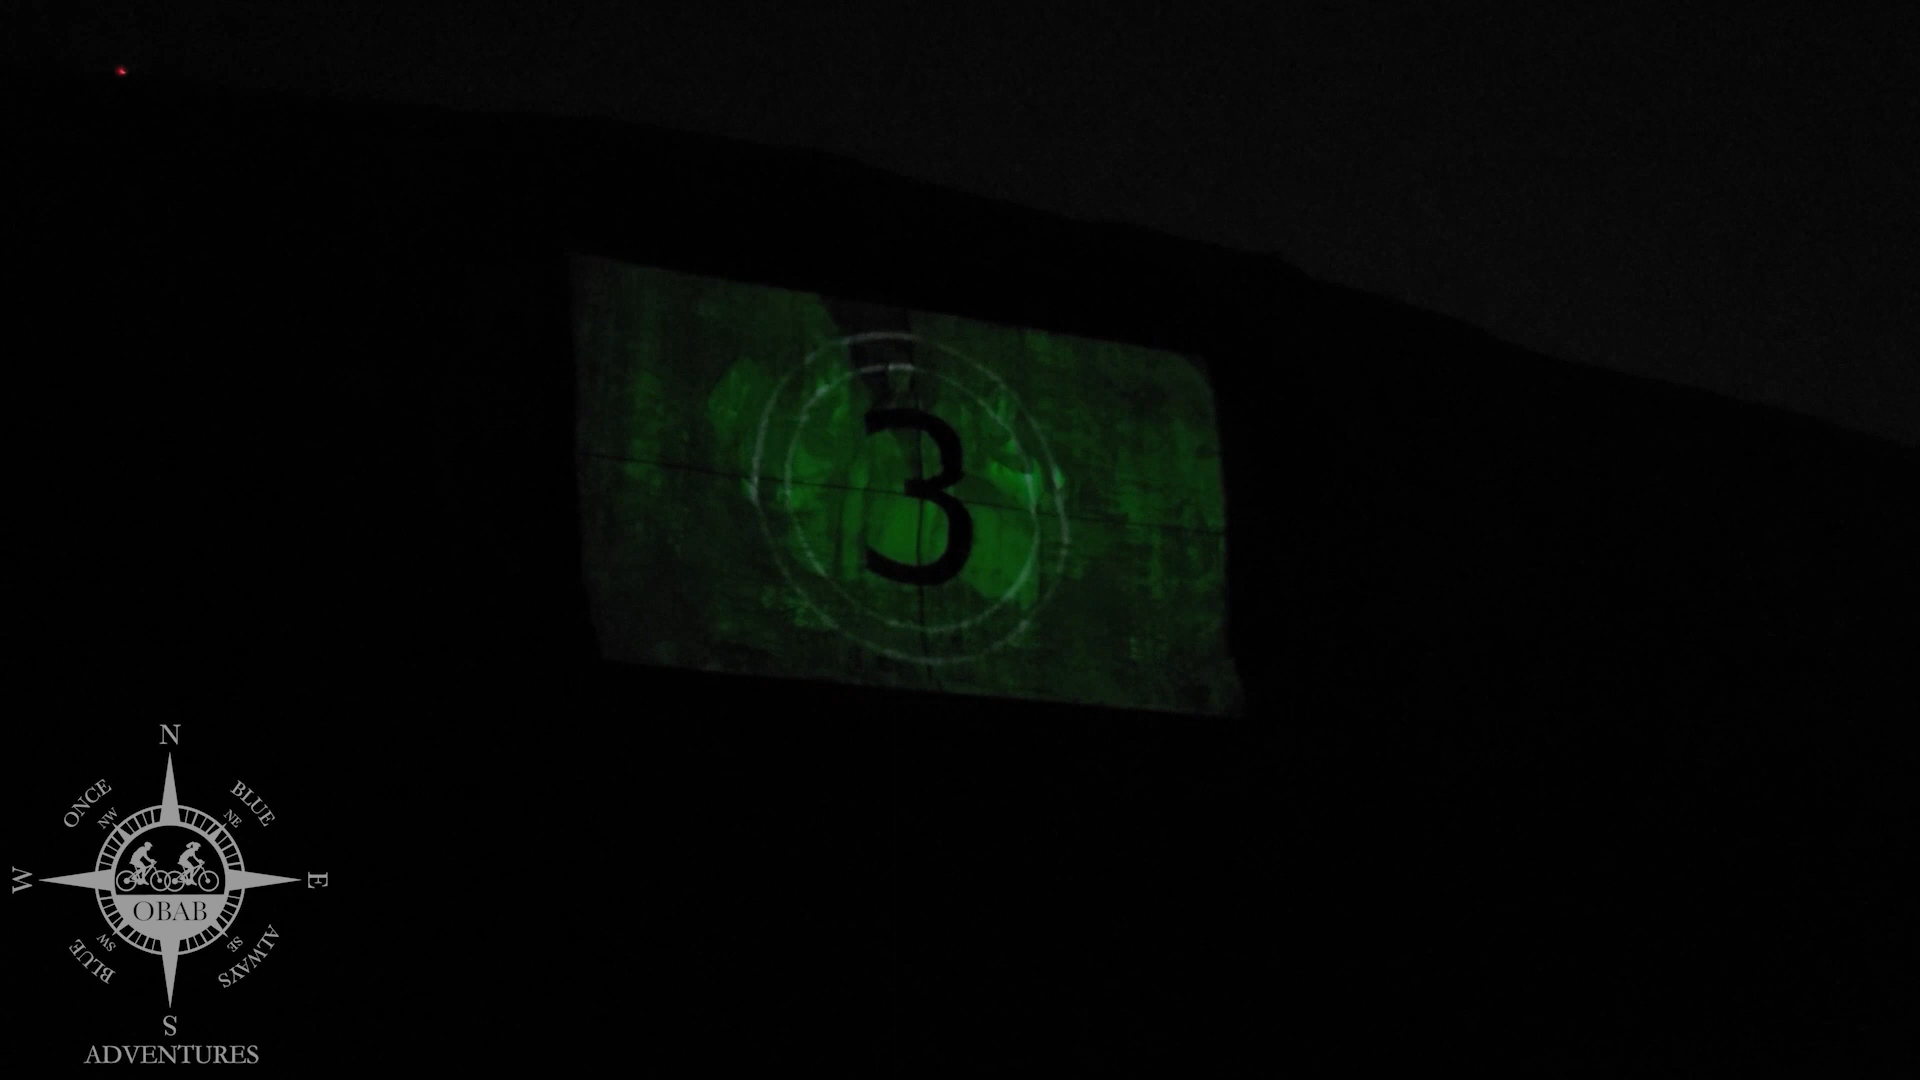 3
N
ONCE BLUE
NW NE
W E
OBAB
SW SE
BLUE ALWAYS
S
ADVENTURES